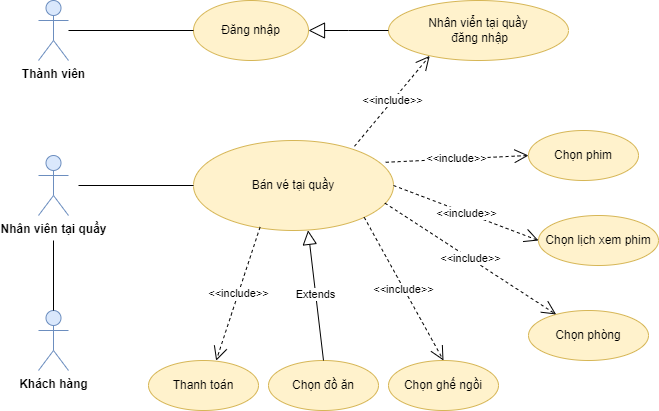 Đăng nhập
Nhân viễn tại quầy
đăng nhập
Thành viên
<<include>>
Chọn phim
<<include>>
Bán vé tại quầy
<<include>>
Nhân viên tại quầy
Chọn lịch xem phim
<<include>>
<<include>>
Extends
<<include>>
Chọn phòng
Khách hàng
Thanh toán
Chọn đồ ăn
Chọn ghế ngồi